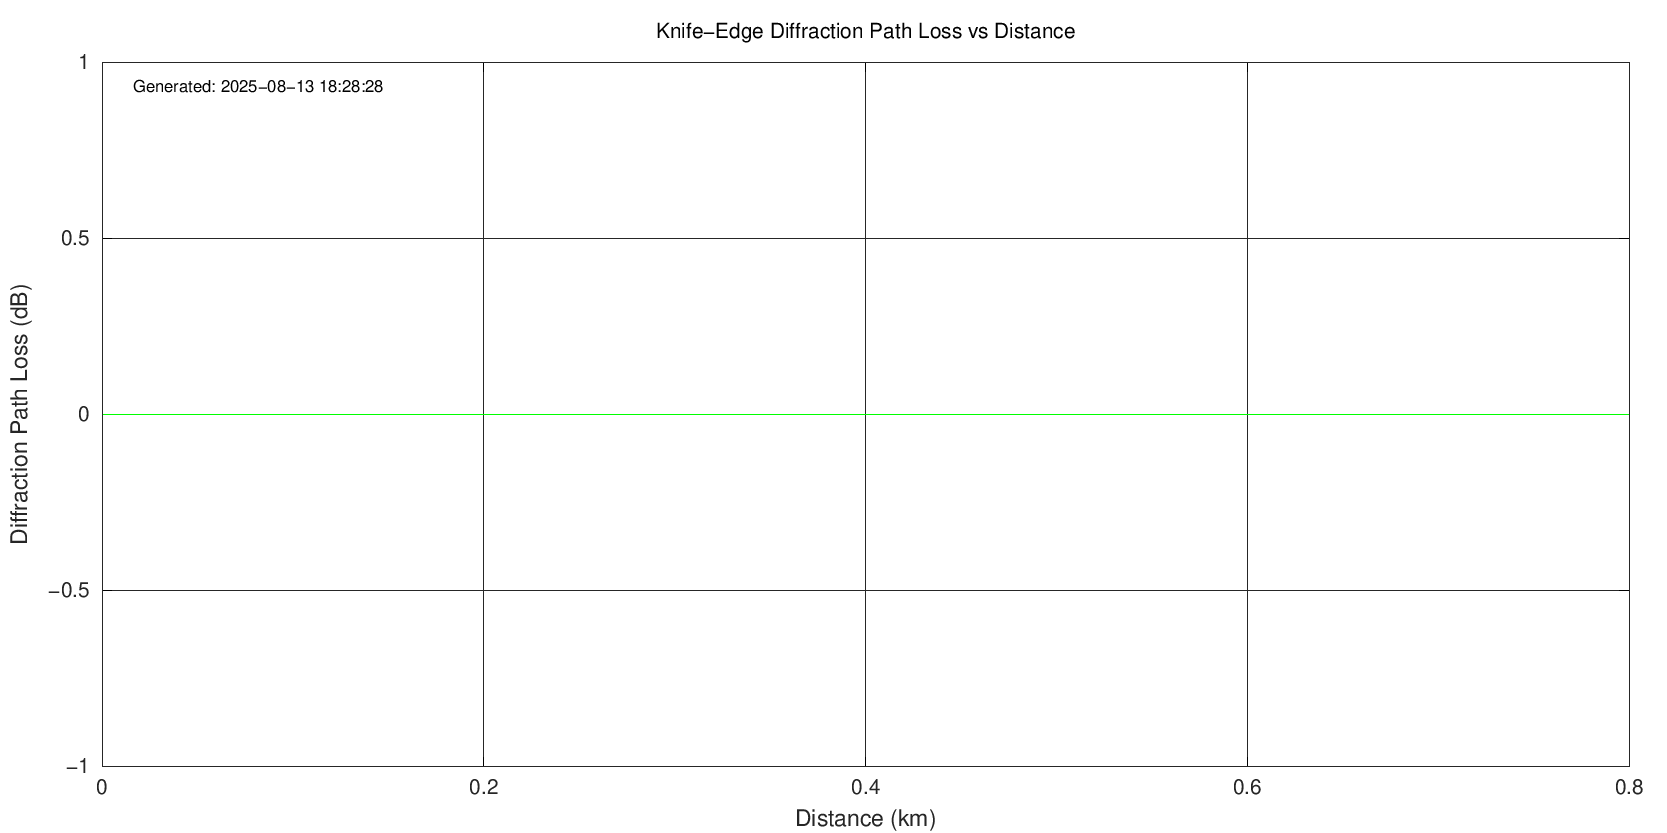 Knife−Edge Diffraction Path Loss vs Distance
Generated: 2025−08−13 18:28:28
Diffraction Path Loss (dB)
1
0.5
0
−0.5
−1
0 0.2 0.4 0.6 0.8
Distance (km)